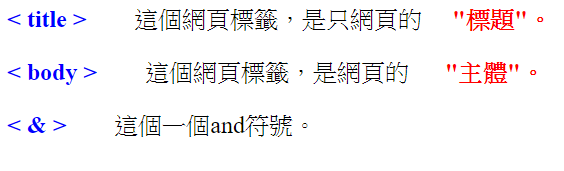 < title > 這個網頁標籤，是只網頁的 "標題"。
< body > 這個網頁標籤，是網頁的 "主體"。
< & > 這個一個and符號。